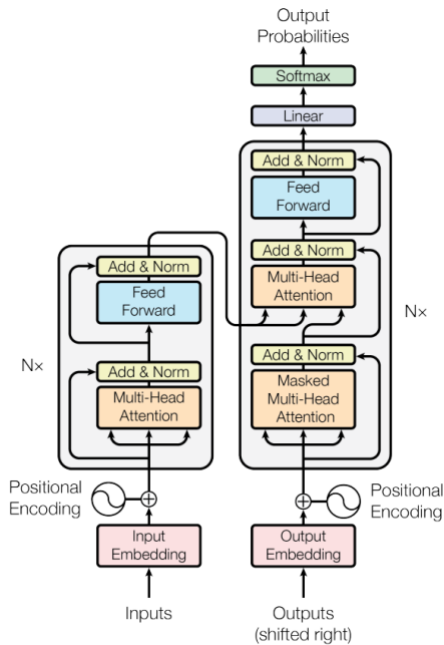 Output
Probabilities
Softmax
Linear
Add & Norm
Feed
Forward
Add & Norm
Multi-Head
Attention
Nx
Add & Norm
Masked
Multi-Head
Attention
Positional
Encoding
Output
Embedding
Outputs
(shifted right)
Add & Norm
Feed
Forward
Nx
Add & Norm
Multi-Head
Attention
Positional
Encoding
Input
Embedding
Inputs